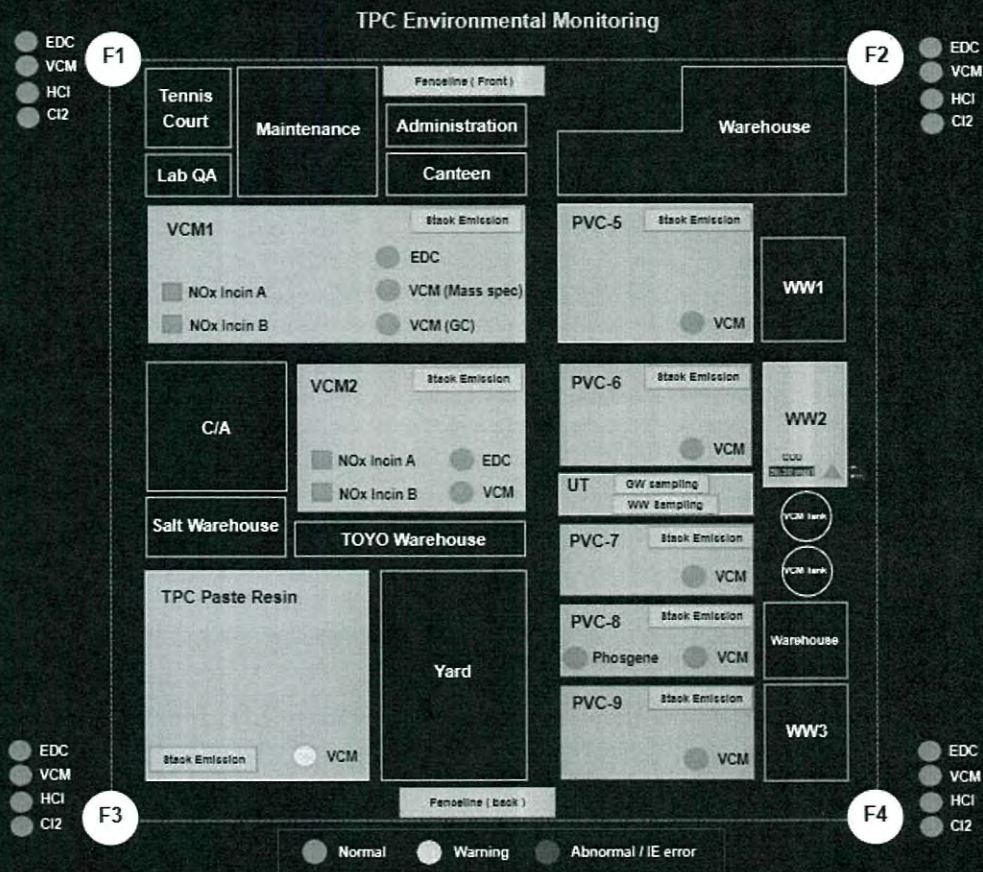 TPC Environmental Monitoring
EDC
VCM
HCl
Cl2
F1
F2
EDC
VCM
HCl
Cl2
Tennis
Court
Maintenance
Fenceline ( Front )
Administration
Canteen
Lab QA
Warehouse
VCM1
Stack Emission
EDC
NOx Incin A
VCM (Mass spec)
NOx Incin B
VCM (GC)
PVC-5
Stack Emission
VCM
WW1
C/A
VCM2
Stack Emission
NOx Incin A
EDC
NOx Incin B
VCM
PVC-6
Stack Emission
VCM
WW2
UT
GW sampling
WW Sampling
VCM Tank
VCM Tank
Salt Warehouse
TOYO Warehouse
PVC-7
Stack Emission
VCM
TPC Paste Resin
Stack Emission
VCM
Yard
PVC-8
Stack Emission
Phosgene
VCM
Warehouse
PVC-9
Stack Emission
VCM
WW3
EDC
VCM
HCl
Cl2
F3
Fenceline ( back )
F4
EDC
VCM
HCl
Cl2
Normal
Warning
Abnormal / IE error